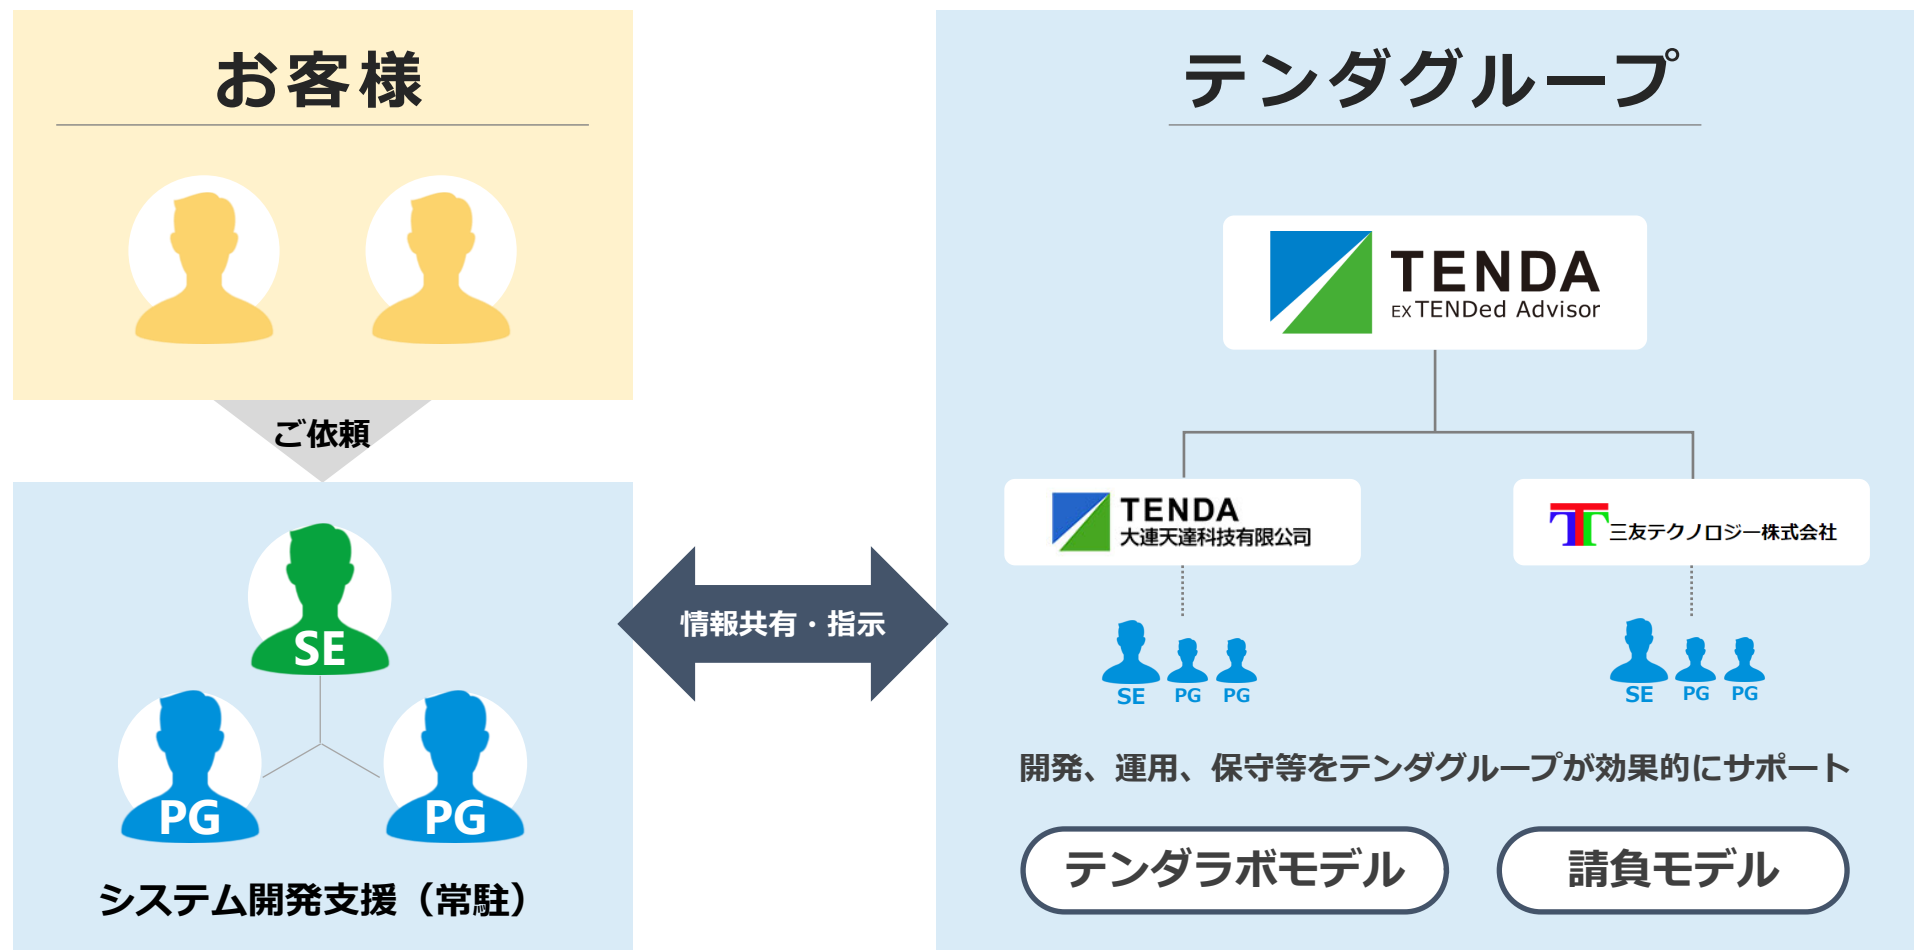 お客様
ご依頼
SE
PG
PG
システム開発支援（常駐）
情報共有・指示
テンダグループ
TENDA
EXTENDed Advisor
TENDA
大連天達科技有限公司
TT
三友テクノロジー株式会社
SE PG PG
SE PG PG
開発、運用、保守等をテンダグループが効果的にサポート
テンダラボモデル
請負モデル